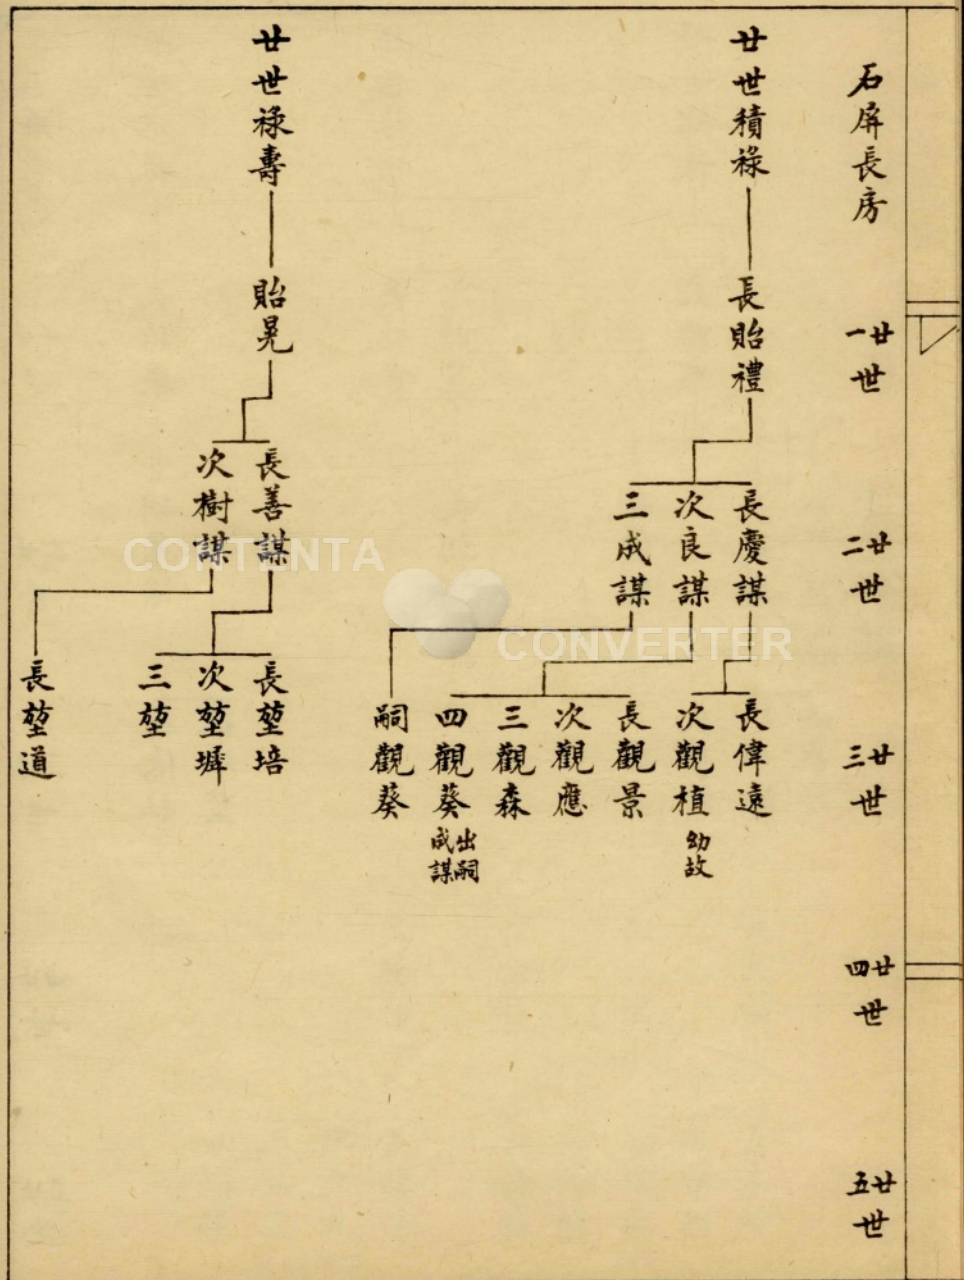 石屏長房
廿一世
廿二世
廿三世
廿四世
廿五世
廿世積祿
長貽禮
長慶謀
次良謀
三成謀
長偉遠
次觀植 幼故
長觀景
次觀應
三觀森
四觀葵 出嗣成謀
嗣觀葵
廿世祿壽
貽晃
長善謀
次樹謀
長堃培
次堃墀
三堃
長堃道
CONTENTA
CONVERTER